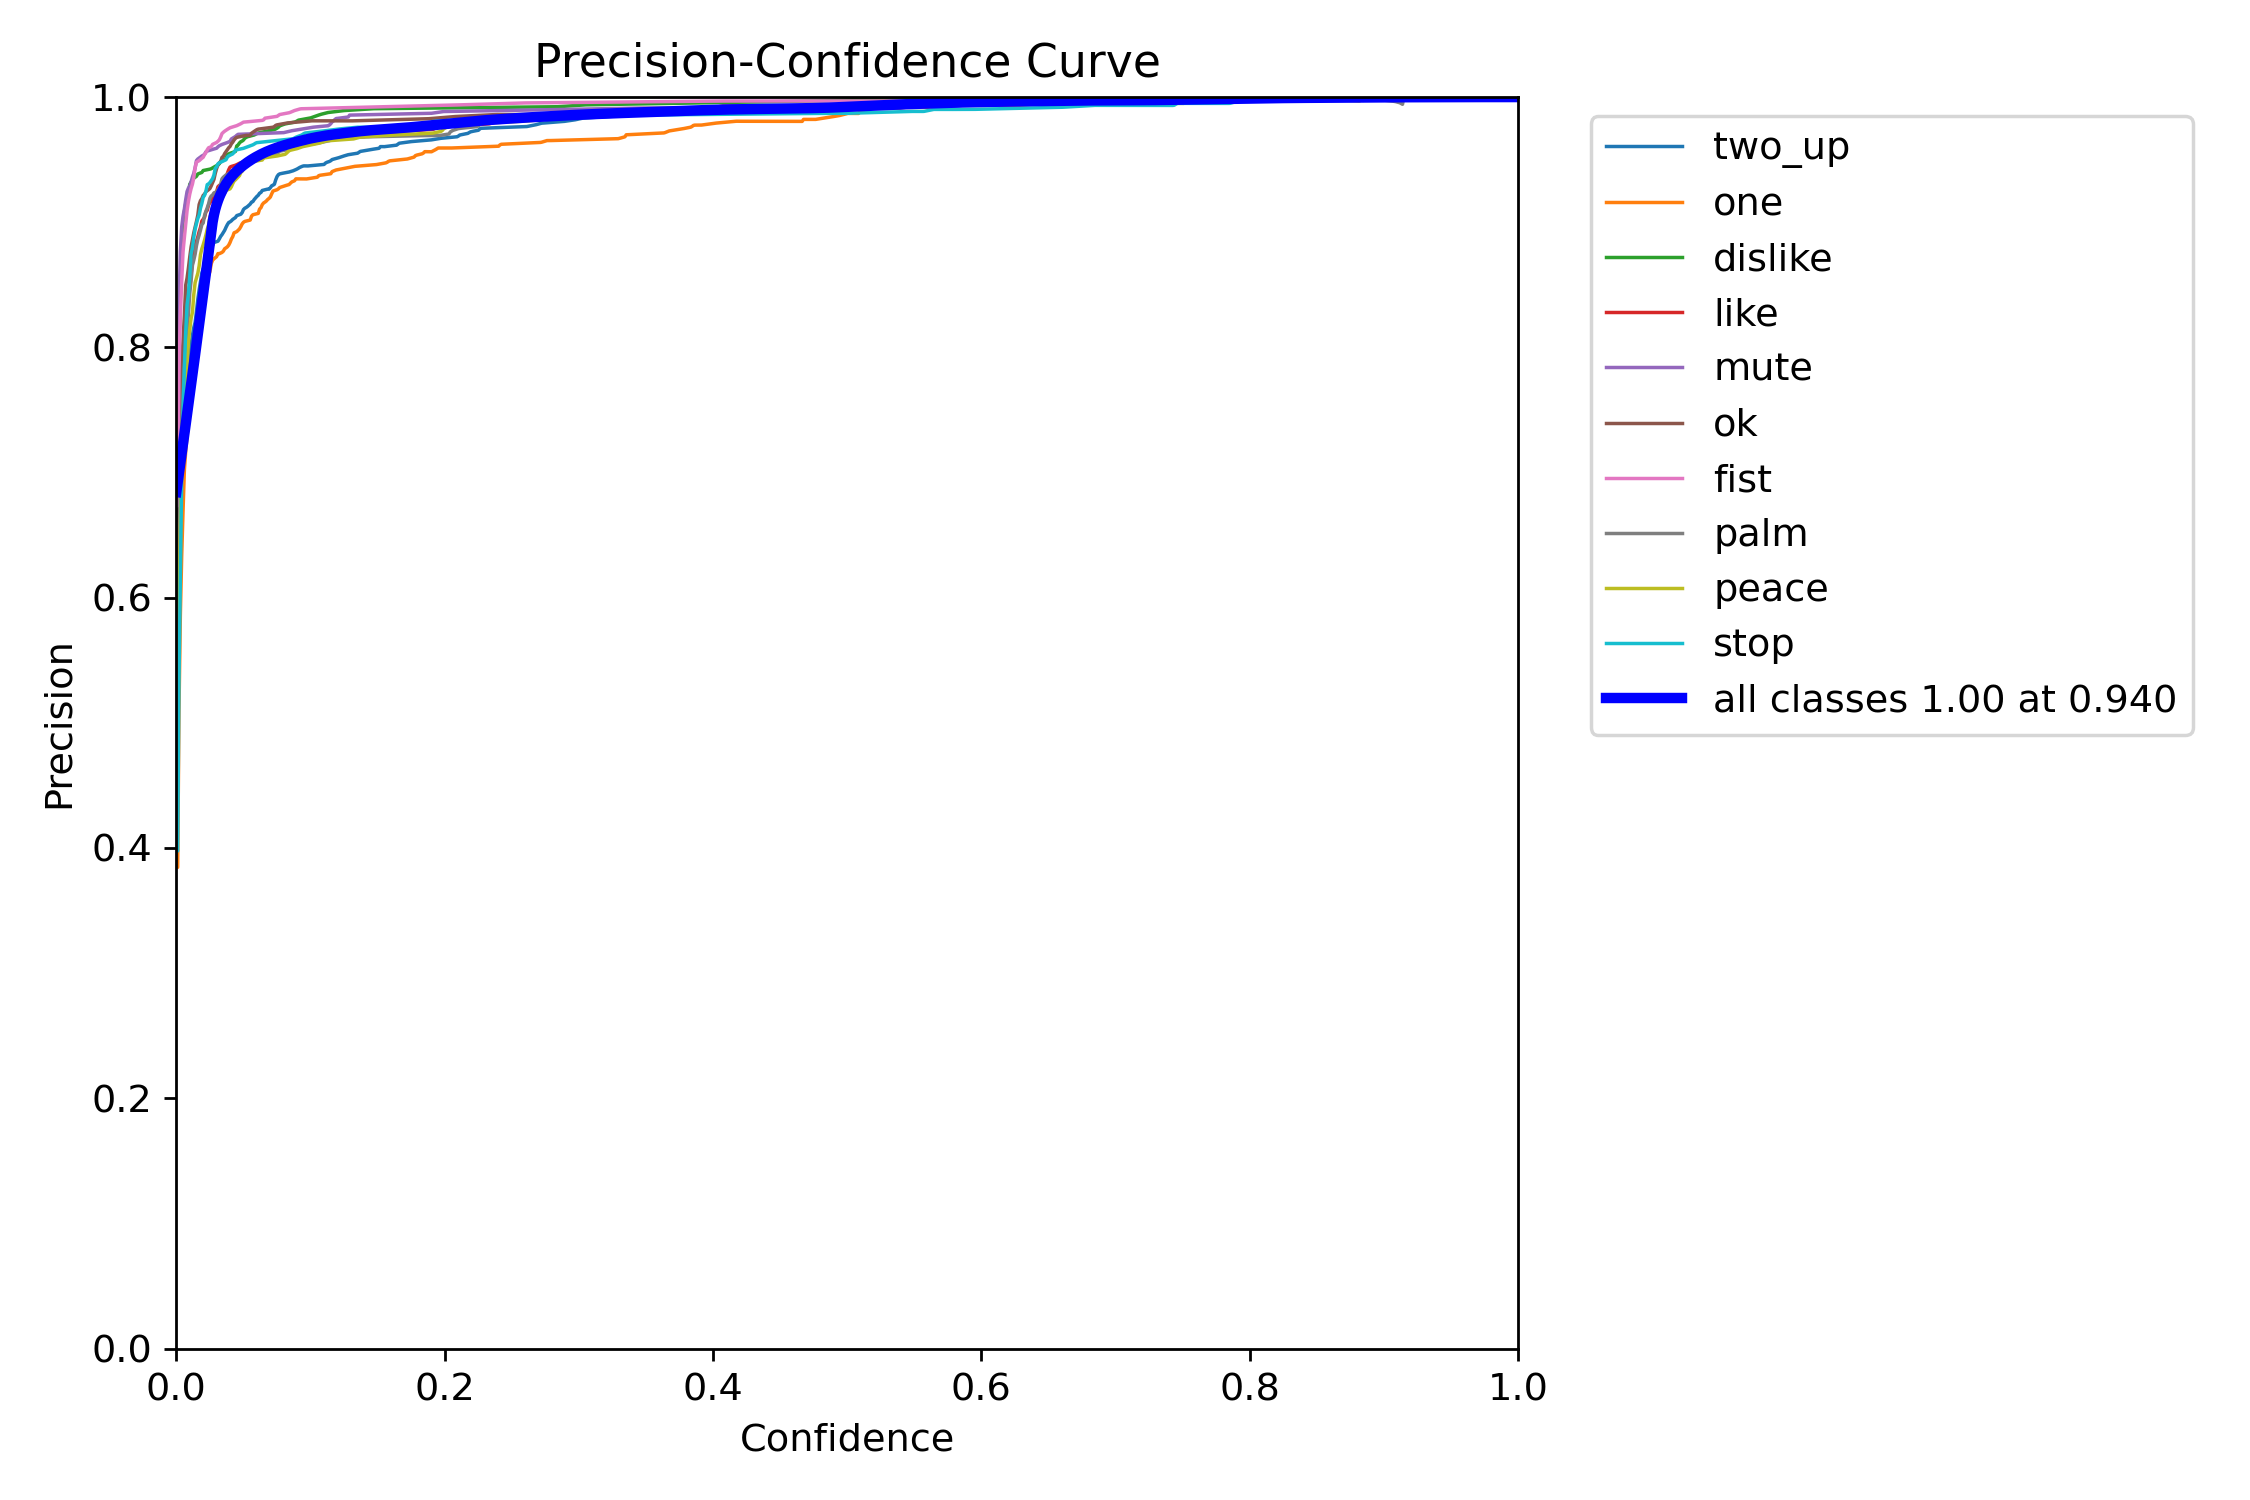 Precision-Confidence Curve
1.0
0.8
0.6
0.4
0.2
0.0
Precision
0.0 0.2 0.4 0.6 0.8 1.0
Confidence
two_up
one
dislike
like
mute
ok
fist
palm
peace
stop
all classes 1.00 at 0.940